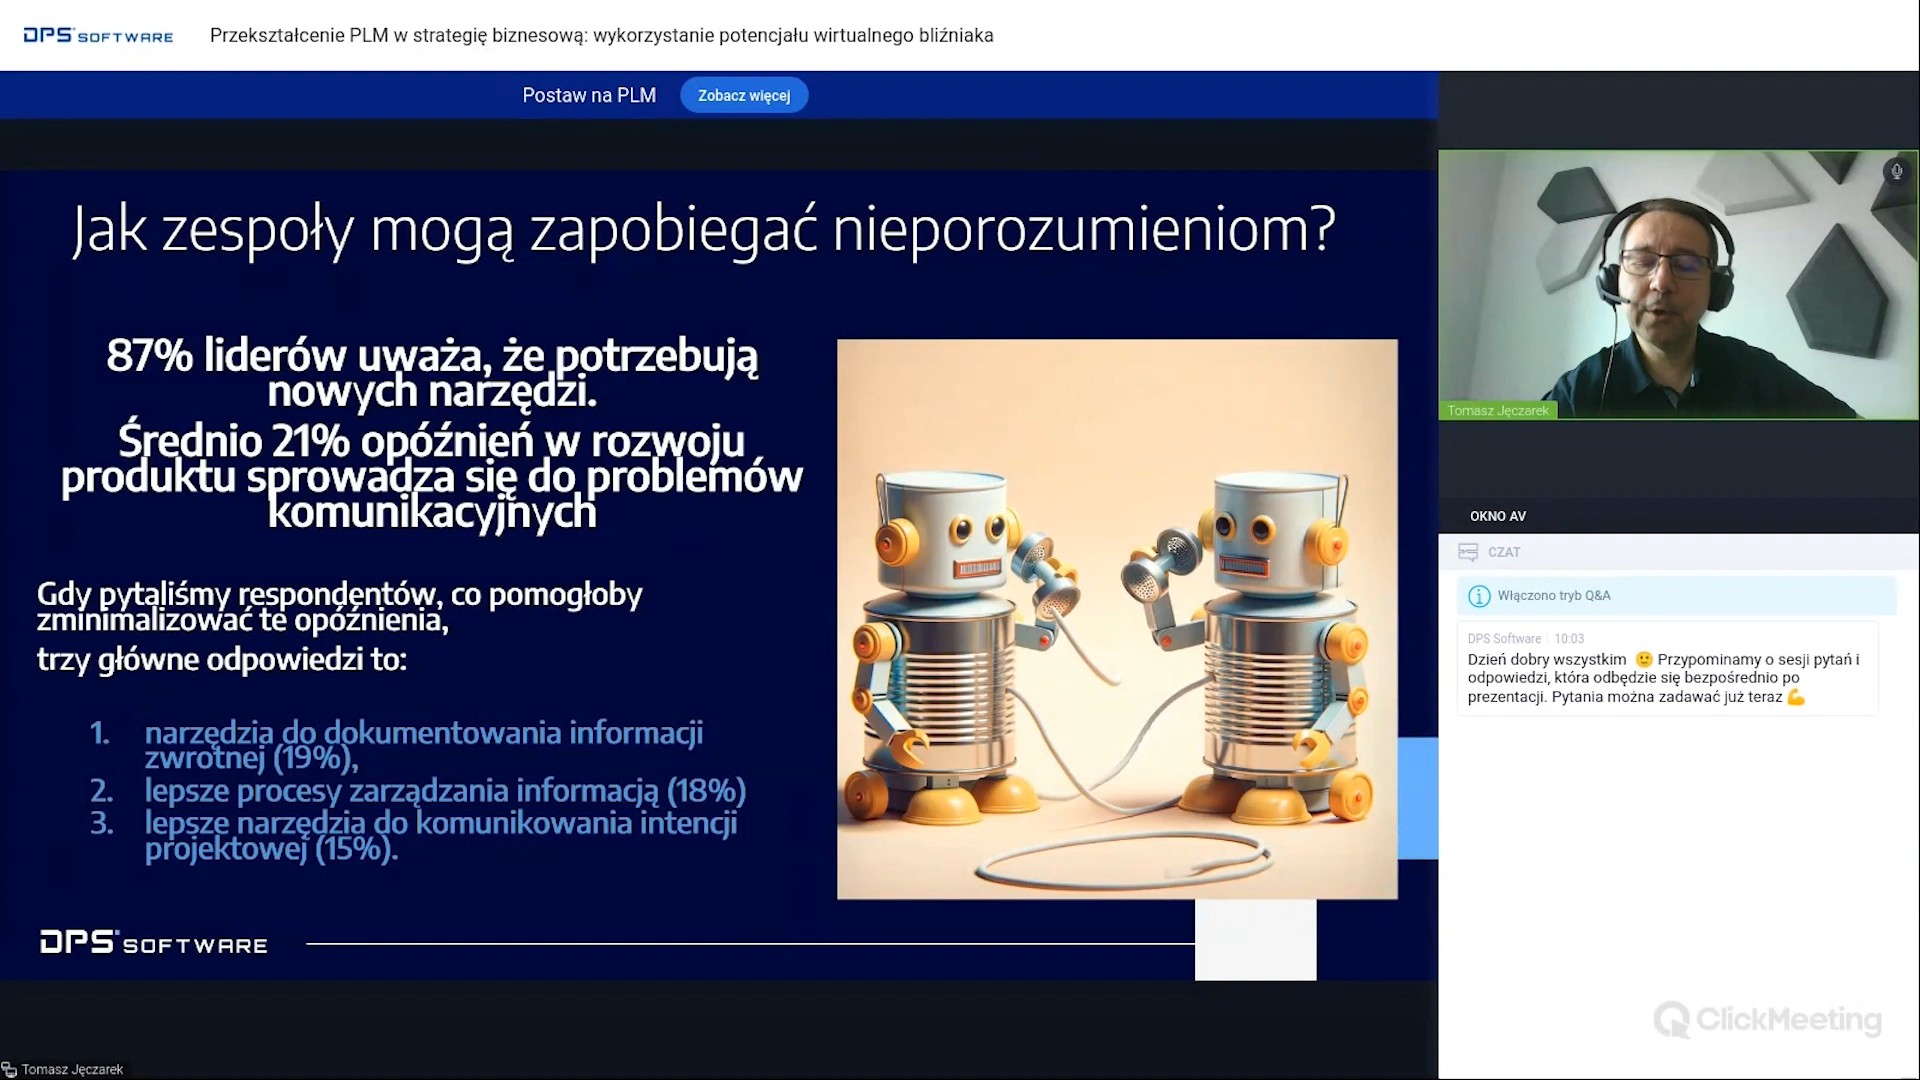 DPS SOFTWARE
Przekształcenie PLM w strategię biznesową: wykorzystanie potencjału wirtualnego bliźniaka
Postaw na PLM
Zobacz więcej
Jak zespoły mogą zapobiegać nieporozumieniom?
87% liderów uważa, że potrzebują
nowych narzędzi.
Średnio 21% opóźnień w rozwoju
produktu sprowadza się do problemów
komunikacyjnych
Gdy pytaliśmy respondentów, co pomogłoby
zminimalizować te opóźnienia,
trzy główne odpowiedzi to:
1. narzędzia do dokumentowania informacji
zwrotnej (19%),
2. lepsze procesy zarządzania informacją (18%)
3. lepsze narzędzia do komunikowania intencji
projektowej (15%).
DPS SOFTWARE
Tomasz Jęczarek
Tomasz Jęczarek
OKNO AV
CZAT
Włączono tryb Q&A
DPS Software 10:03
Dzień dobry wszystkim 🙂 Przypominamy o sesji pytań i
odpowiedzi, która odbędzie się bezpośrednio po
prezentacji. Pytania można zadawać już teraz 💪
ClickMeeting